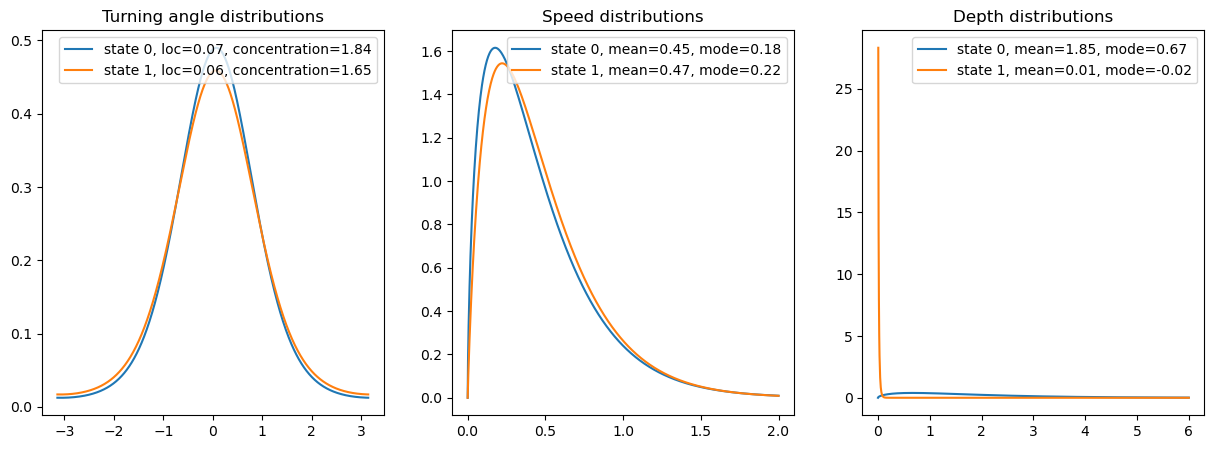 Turning angle distributions
state 0, loc=0.07, concentration=1.84
state 1, loc=0.06, concentration=1.65
0.5
0.4
0.3
0.2
0.1
0.0
−3 −2 −1 0 1 2 3
Speed distributions
state 0, mean=0.45, mode=0.18
state 1, mean=0.47, mode=0.22
1.6
1.4
1.2
1.0
0.8
0.6
0.4
0.2
0.0
0.0 0.5 1.0 1.5 2.0
Depth distributions
state 0, mean=1.85, mode=0.67
state 1, mean=0.01, mode=-0.02
25
20
15
10
5
0
0 1 2 3 4 5 6